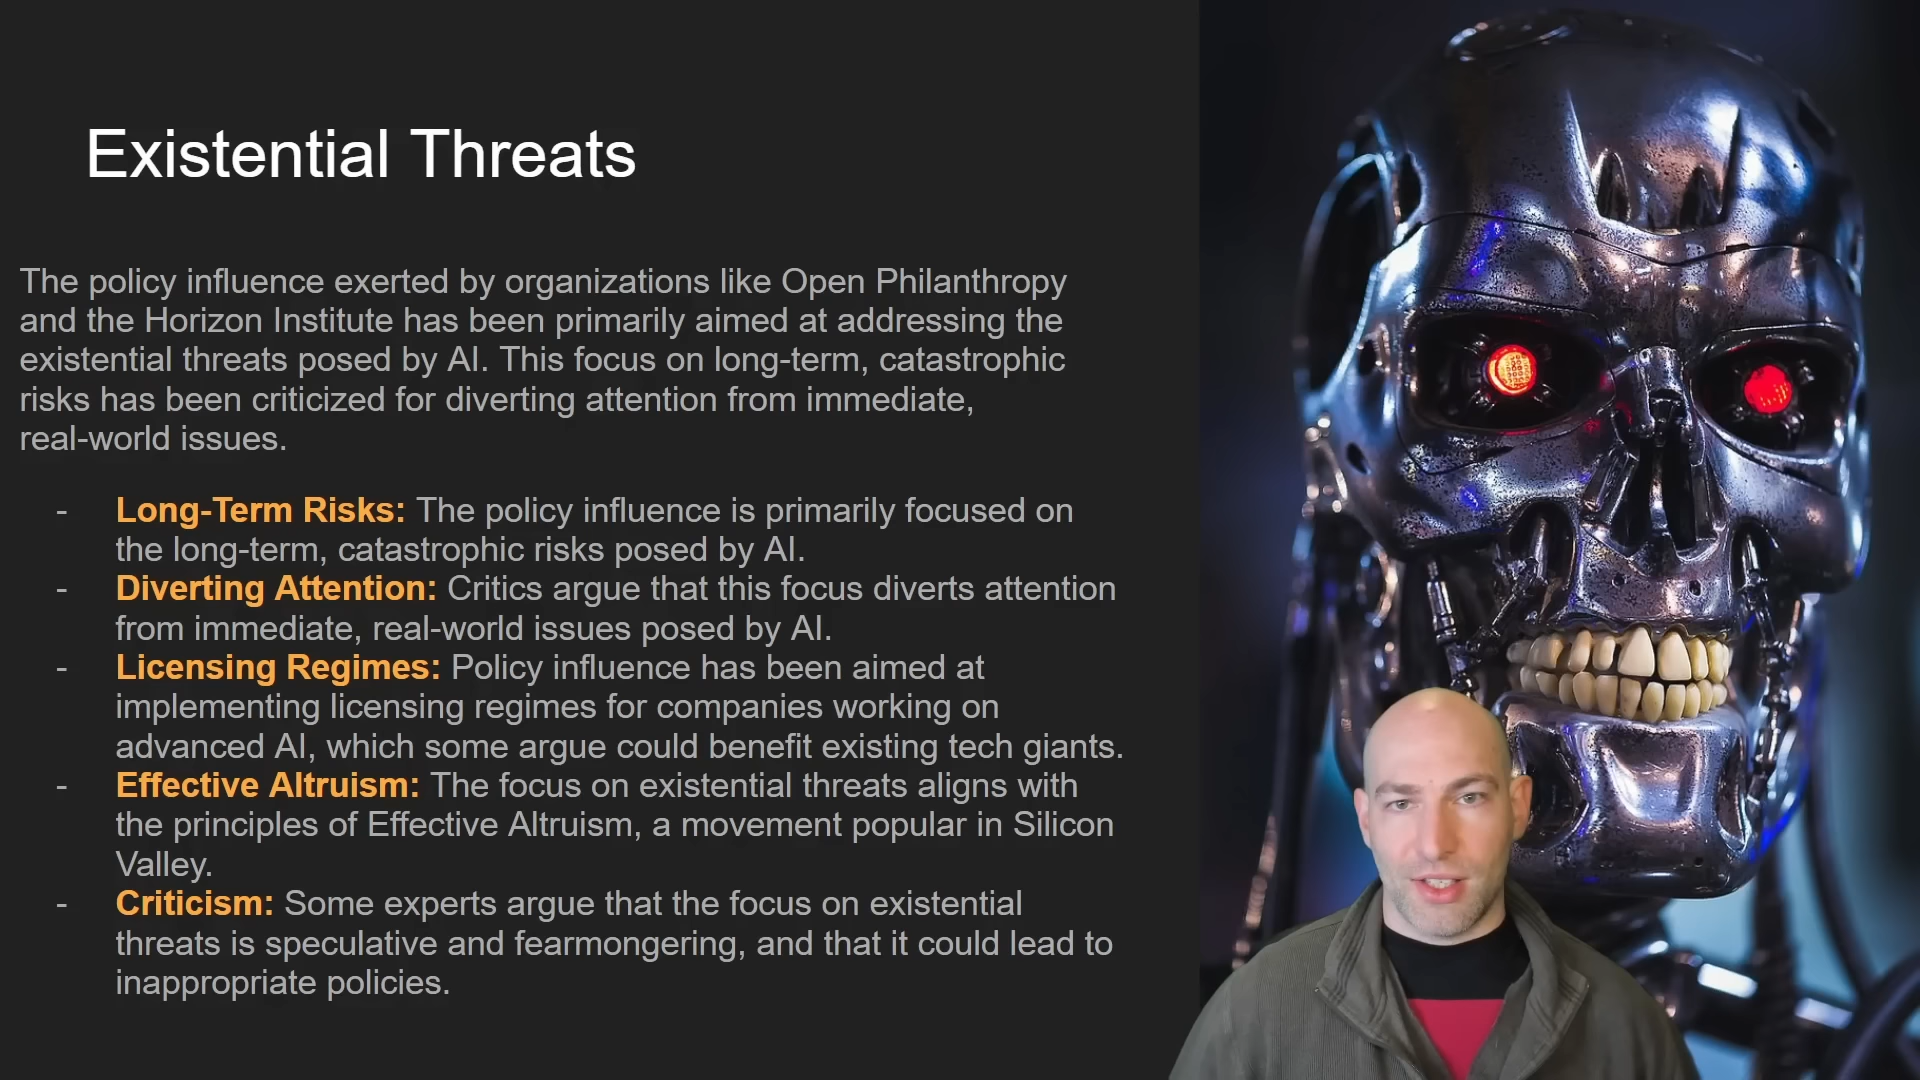 Existential Threats
The policy influence exerted by organizations like Open Philanthropy
and the Horizon Institute has been primarily aimed at addressing the
existential threats posed by AI. This focus on long-term, catastrophic
risks has been criticized for diverting attention from immediate,
real-world issues.
- Long-Term Risks: The policy influence is primarily focused on
the long-term, catastrophic risks posed by AI.
- Diverting Attention: Critics argue that this focus diverts attention
from immediate, real-world issues posed by AI.
- Licensing Regimes: Policy influence has been aimed at
implementing licensing regimes for companies working on
advanced AI, which some argue could benefit existing tech giants.
- Effective Altruism: The focus on existential threats aligns with
the principles of Effective Altruism, a movement popular in Silicon
Valley.
- Criticism: Some experts argue that the focus on existential
threats is speculative and fearmongering, and that it could lead to
inappropriate policies.